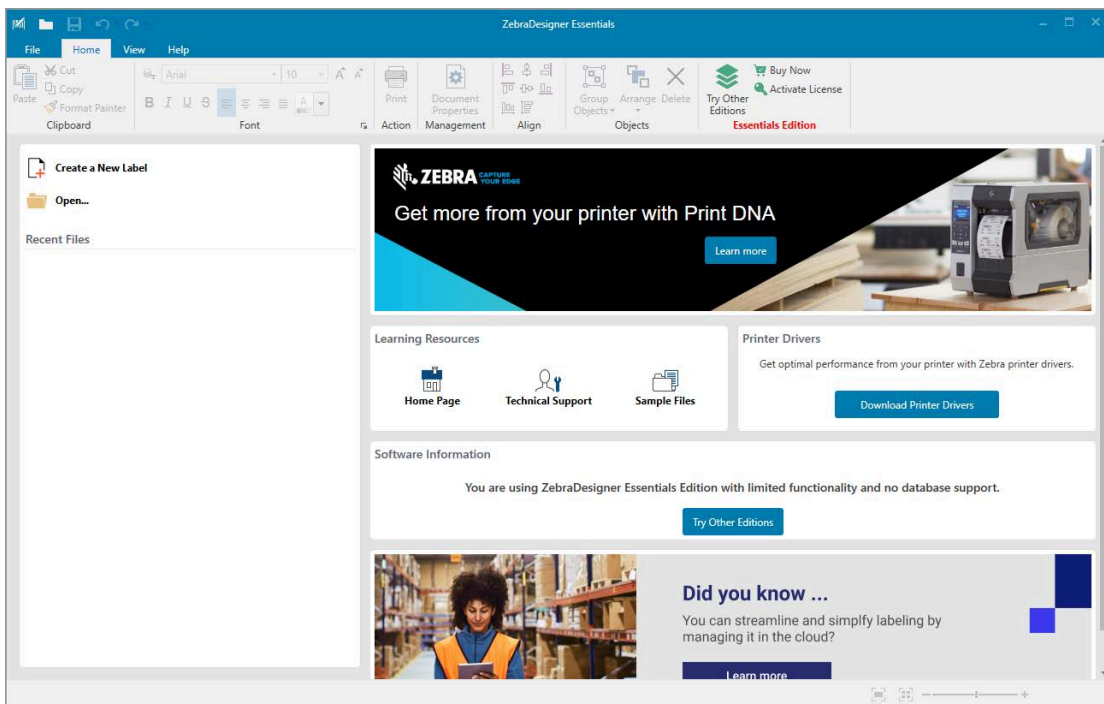 ZebraDesigner Essentials
File Home View Help
Paste
Cut
Copy
Format Painter
Clipboard
Arial 10
B I U S
Font
Print
Action
Document
Properties
Management
Align
Group
Objects
Arrange
Delete
Objects
Try Other
Editions
Buy Now
Activate License
Essentials Edition
Create a New Label
Open...
Recent Files
ZEBRA CAPTURE
YOUR EDGE
Get more from your printer with Print DNA
Learn more
Learning Resources
Home Page
Technical Support
Sample Files
Printer Drivers
Get optimal performance from your printer with Zebra printer drivers.
Download Printer Drivers
Software Information
You are using ZebraDesigner Essentials Edition with limited functionality and no database support.
Try Other Editions
Did you know ...
You can streamline and simplfy labeling by
managing it in the cloud?
Learn more